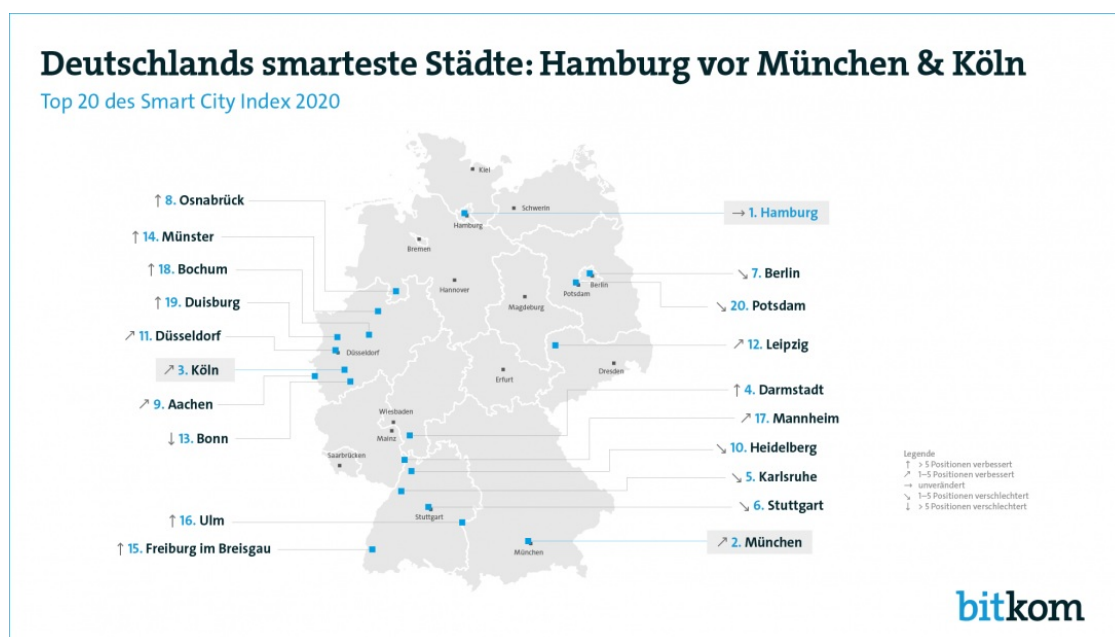 Deutschlands smarteste Städte: Hamburg vor München & Köln
Top 20 des Smart City Index 2020
↑ 8. Osnabrück
↑ 14. Münster
↑ 18. Bochum
↑ 19. Duisburg
↗ 11. Düsseldorf
↗ 3. Köln
↗ 9. Aachen
↓ 13. Bonn
↑ 16. Ulm
↑ 15. Freiburg im Breisgau
Kiel
Schwerin
Hamburg
Bremen
Hannover
Berlin
Potsdam
Magdeburg
Düsseldorf
Erfurt
Dresden
Wiesbaden
Mainz
Saarbrücken
Stuttgart
München
→ 1. Hamburg
↘ 7. Berlin
↘ 20. Potsdam
↗ 12. Leipzig
↑ 4. Darmstadt
↗ 17. Mannheim
↘ 10. Heidelberg
↘ 5. Karlsruhe
↘ 6. Stuttgart
↗ 2. München
Legende
↑ > 5 Positionen verbessert
↗ 1–5 Positionen verbessert
→ unverändert
↘ 1–5 Positionen verschlechtert
↓ > 5 Positionen verschlechtert
bitkom